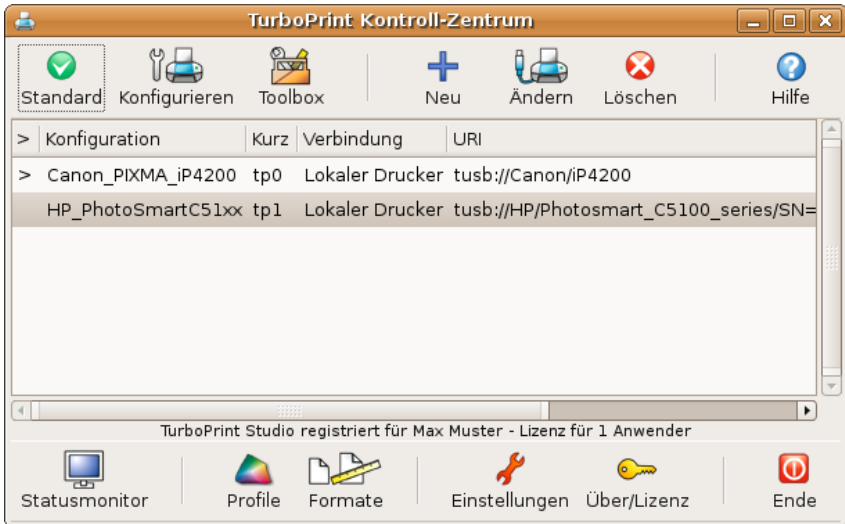 TurboPrint Kontroll-Zentrum
Standard Konfigurieren Toolbox Neu Ändern Löschen Hilfe
> Konfiguration Kurz Verbindung URI
> Canon_PIXMA_iP4200 tp0 Lokaler Drucker tusb://Canon/iP4200
HP_PhotoSmartC51xx tp1 Lokaler Drucker tusb://HP/Photosmart_C5100_series/SN=
TurboPrint Studio registriert für Max Muster - Lizenz für 1 Anwender
Statusmonitor Profile Formate Einstellungen Über/Lizenz Ende